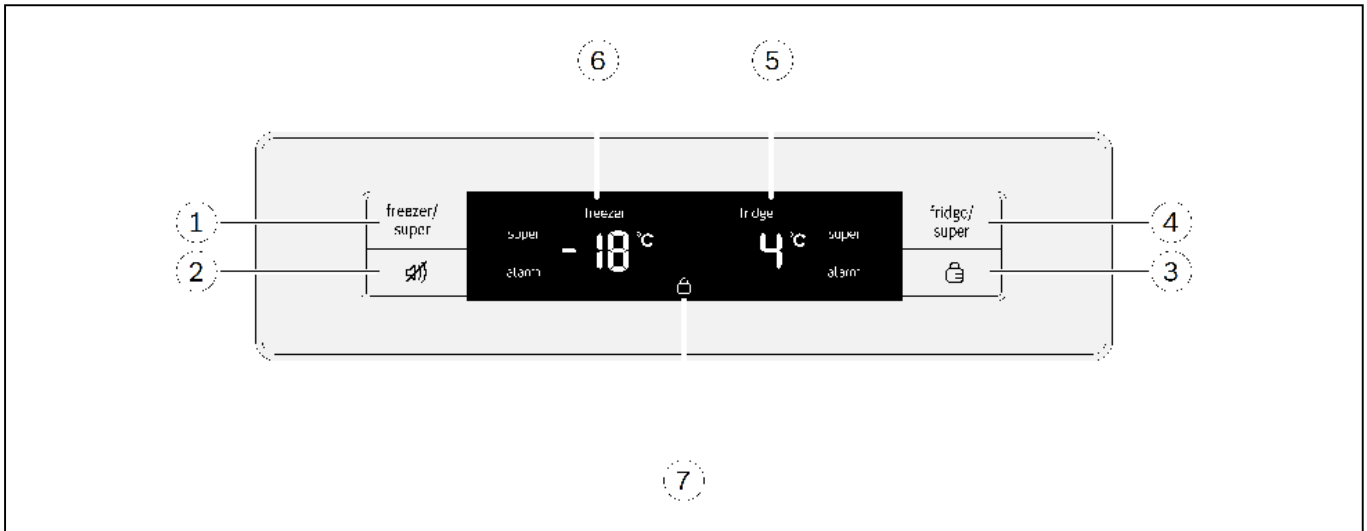 6 5
freezer/
super
1
freezer
super
-18 °C
alarm
fridge
4 °C
super
alarm
fridge/
super
4
2
3
7